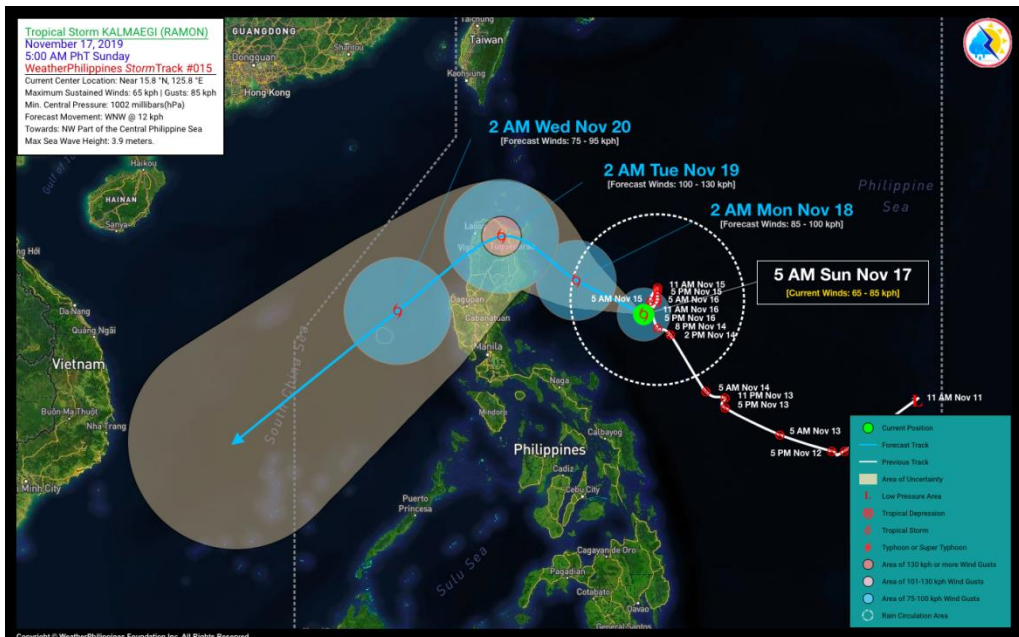 Tropical Storm KALMAEGI (RAMON)
November 17, 2019
5:00 AM PhT Sunday
WeatherPhilippines StormTrack #015
Current Center Location: Near 15.8 °N, 125.8 °E
Maximum Sustained Winds: 65 kph | Gusts: 85 kph
Min. Central Pressure: 1002 millibars(hPa)
Forecast Movement: WNW @ 12 kph
Towards: NW Part of the Central Philippine Sea
Max Sea Wave Height: 3.9 meters.
GUANGDONG
Dongguan
Shantou
Hong Kong
Taichung
Taiwan
Kaohsiung
Gulf of
Haikou
HAINAN
Sanya
2 AM Wed Nov 20
[Forecast Winds: 75 - 95 kph]
2 AM Tue Nov 19
[Forecast Winds: 100 - 130 kph]
2 AM Mon Nov 18
[Forecast Winds: 85 - 100 kph]
Philippine
Sea
5 AM Sun Nov 17
[Current Winds: 65 - 85 kph]
11 AM Nov 15
5 PM Nov 15
5 AM Nov 15
5 AM Nov 16
11 AM Nov 16
5 PM Nov 16
8 PM Nov 14
2 PM Nov 14
5 AM Nov 14
11 PM Nov 13
5 PM Nov 13
5 AM Nov 13
5 PM Nov 12
11 AM Nov 11
L
Laoag
Vigan
Tuguegarao
Dagupan
Cabanatuan
Manila
Naga
Mindoro
Calbayog
Philippines
Cadiz
Cebu City
Puerto
Princesa
Sulu Sea
Cagayan de Oro
Pagadian
Cotabato
Davao
General Santos
South China Sea
Da Nang
Quảng Ngãi
Vietnam
Buôn Ma Thuột
Nha Trang
Minh City
Current Position
Forecast Track
Previous Track
Area of Uncertainty
L Low Pressure Area
Tropical Depression
Tropical Storm
Typhoon or Super Typhoon
Area of 130 kph or more Wind Gusts
Area of 101-130 kph Wind Gusts
Area of 75-100 kph Wind Gusts
Rain Circulation Area
Copyright © WeatherPhilippines Foundation Inc. All Rights Reserved